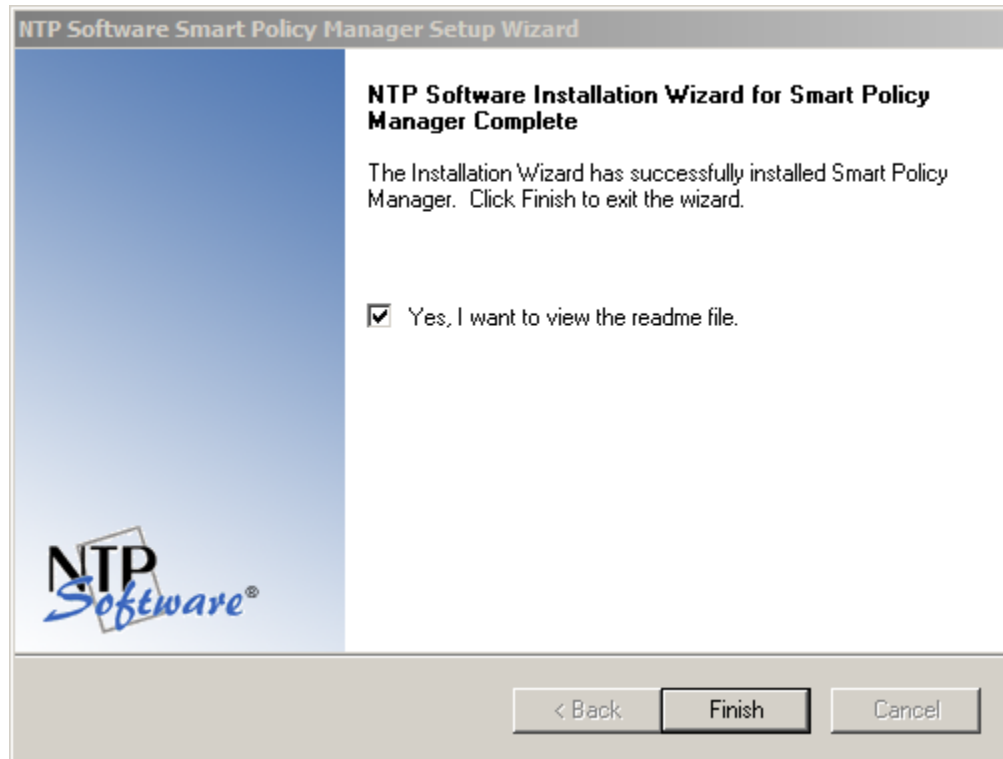 NTP Software Smart Policy Manager Setup Wizard
NTP Software Installation Wizard for Smart Policy
Manager Complete
The Installation Wizard has successfully installed Smart Policy
Manager. Click Finish to exit the wizard.
Yes, I want to view the readme file.
NTP
Software®
< Back
Finish
Cancel